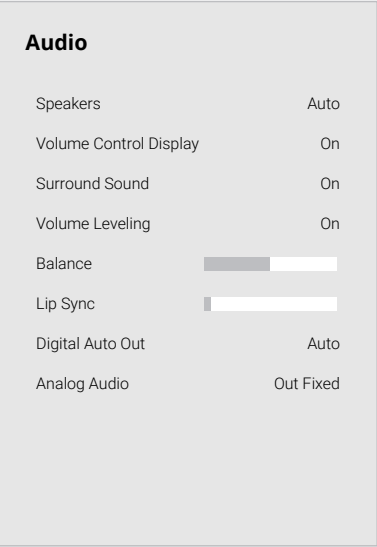 Audio
Speakers Auto
Volume Control Display On
Surround Sound On
Volume Leveling On
Balance
Lip Sync
Digital Auto Out Auto
Analog Audio Out Fixed